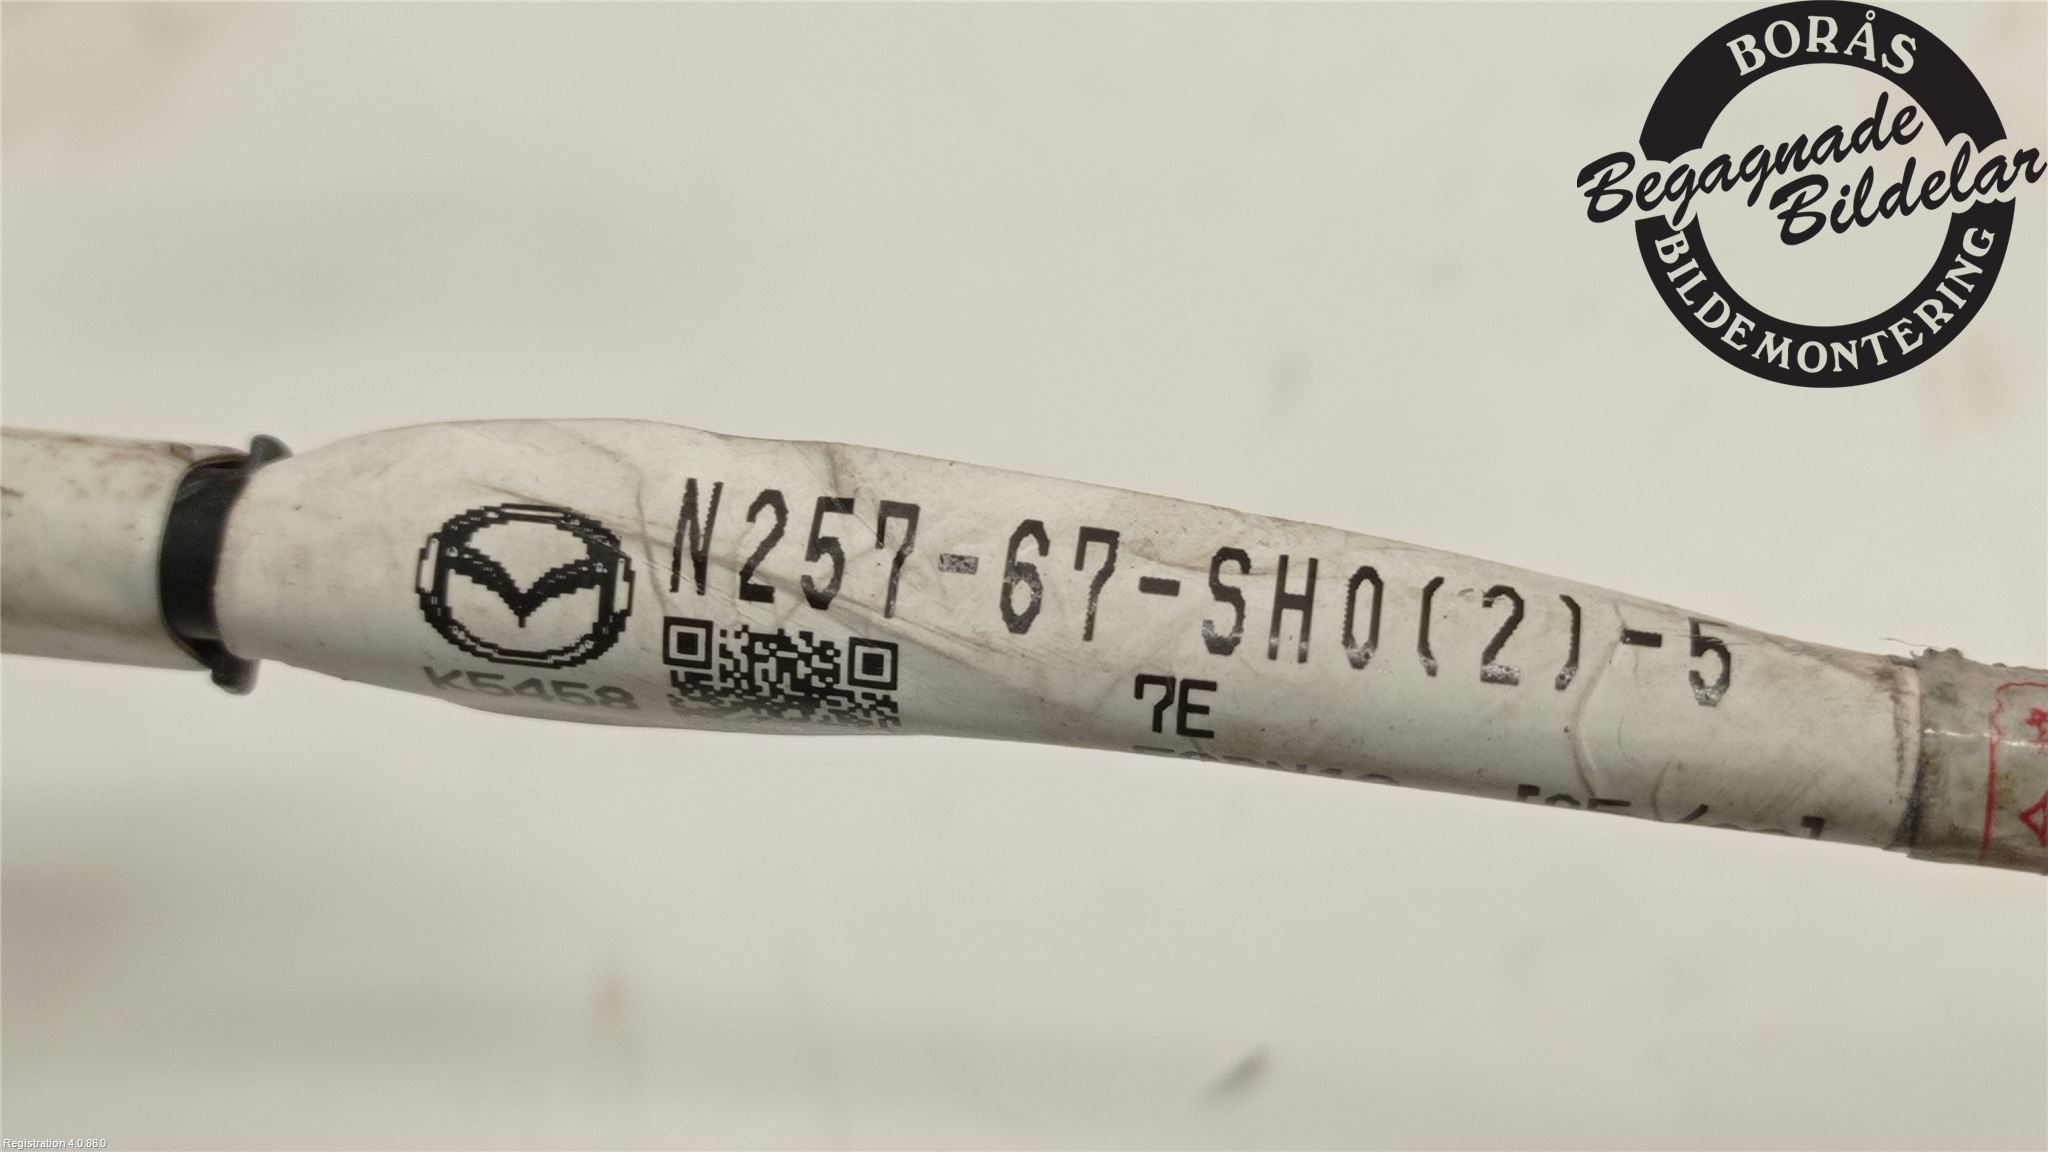 BORÅS
Begagnade
Bildelar
BILDEMONTERING
N257-67-SH0(2)-5
K5458
7E
Registration 4.0.86.0